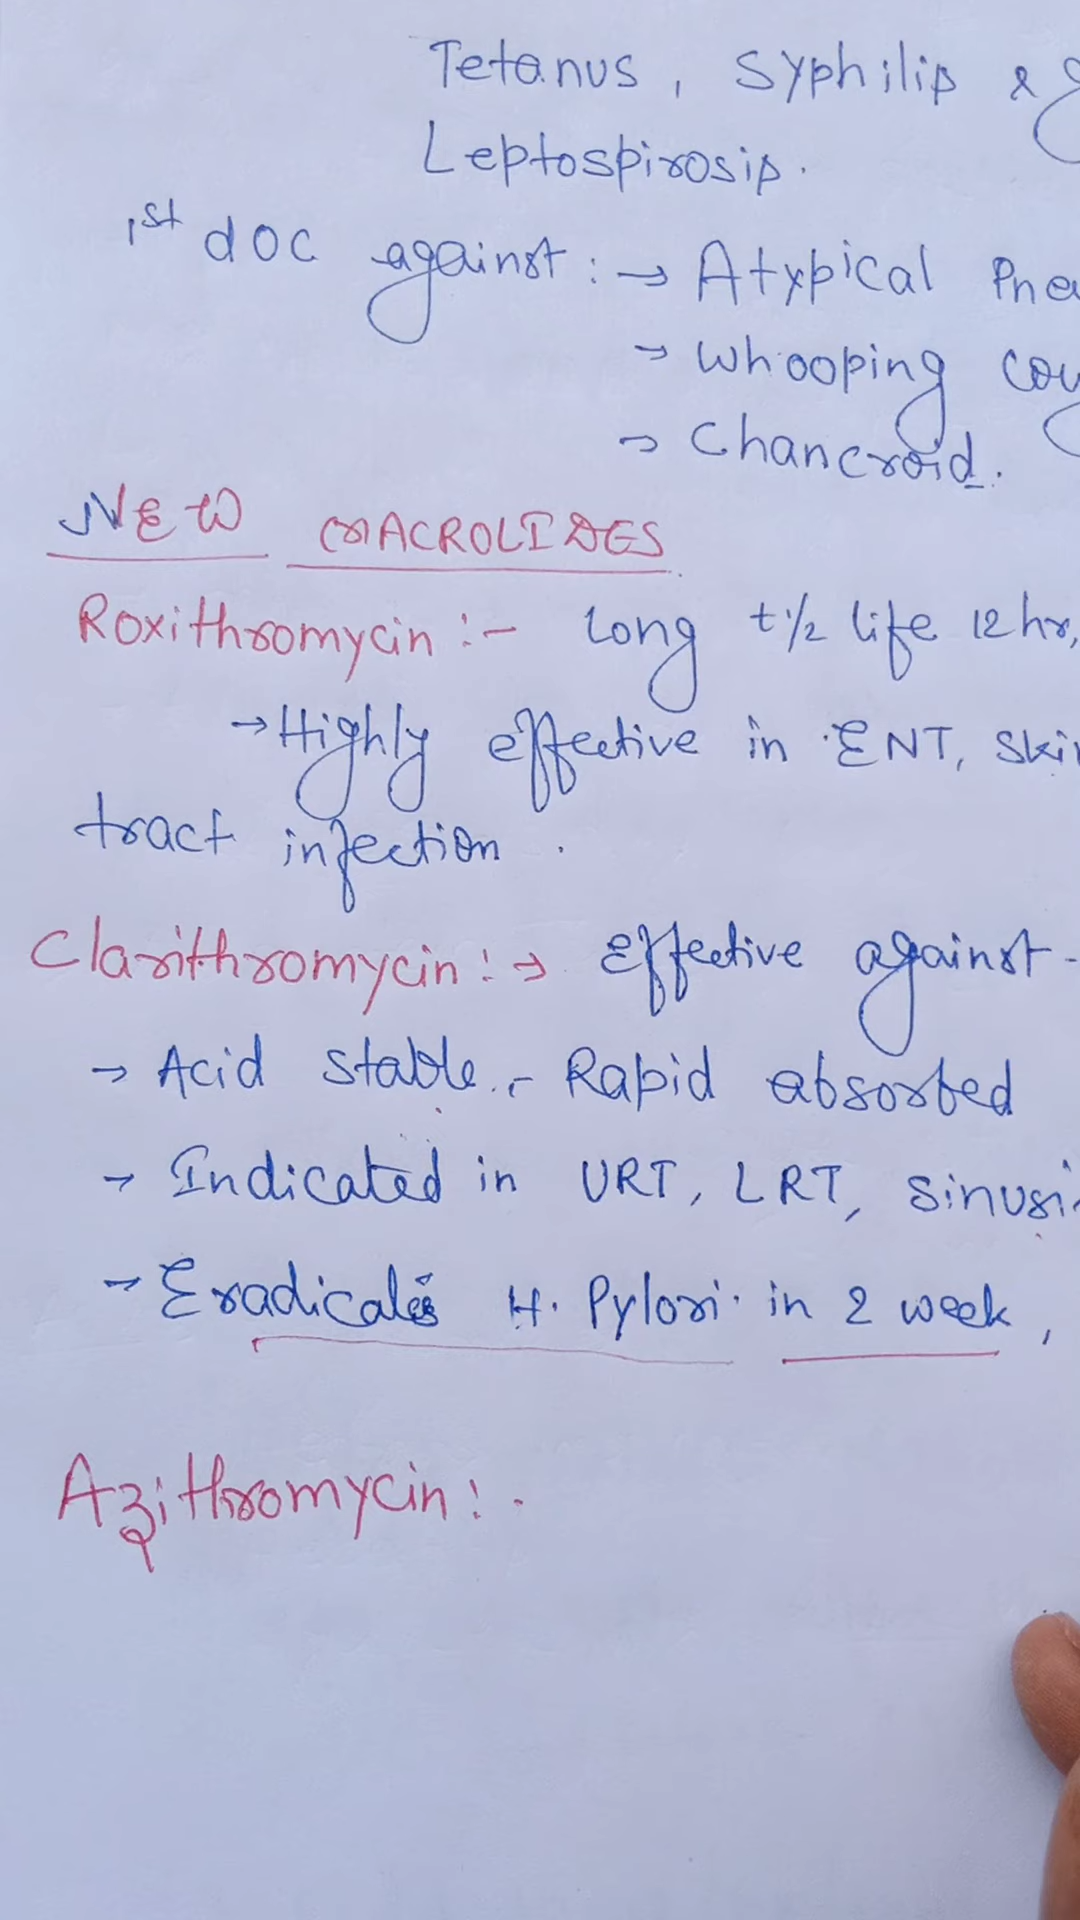 Tetanus, Syphilis &
Leptospirosis.
1st doc against : → Atypical
→ Whooping
→ Chancroid.
NEW MACROLIDES
Roxithromycin :- Long t½ life 12hr,
→ Highly effective in ENT,
tract infection.
Clarithromycin : → Effective against -
→ Acid stable. - Rapid absorbed
→ Indicated in URT, LRT,
→ Eradicates H. Pylori. in 2 week,
Azithromycin : -